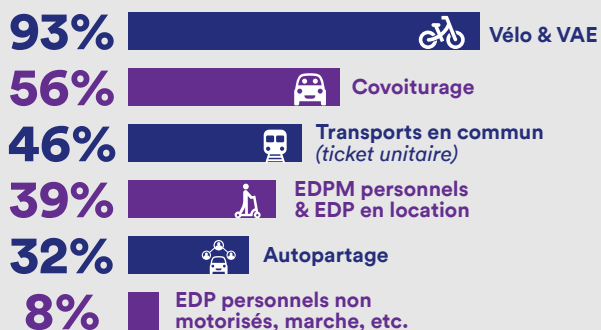 93% Vélo & VAE
56% Covoiturage
46% Transports en commun
(ticket unitaire)
39% EDPM personnels
& EDP en location
32% Autopartage
8% EDP personnels non
motorisés, marche, etc.